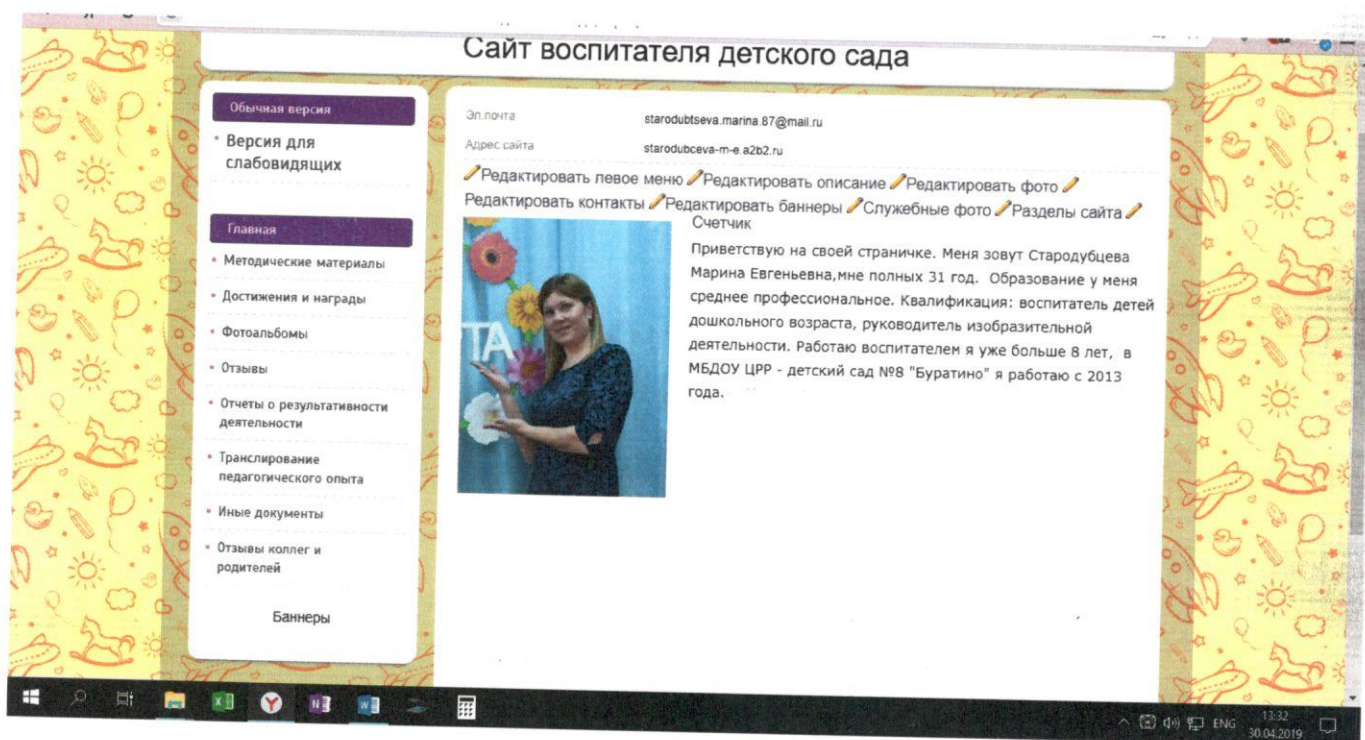 Сайт воспитателя детского сада
Обычная версия
Версия для
слабовидящих
Главная
Методические материалы
Достижения и награды
Фотоальбомы
Отзывы
Отчеты о результативности
деятельности
Транслирование
педагогического опыта
Иные документы
Отзывы коллег и
родителей
Баннеры
Эл.почта starodubtseva.marina.87@mail.ru
Адрес сайта starodubceva-m-e.a2b2.ru
Редактировать левое меню Редактировать описание Редактировать фото
Редактировать контакты Редактировать баннеры Служебные фото Разделы сайта
Счетчик
ТА
Приветствую на своей страничке. Меня зовут Стародубцева
Марина Евгеньевна,мне полных 31 год. Образование у меня
среднее профессиональное. Квалификация: воспитатель детей
дошкольного возраста, руководитель изобразительной
деятельности. Работаю воспитателем я уже больше 8 лет, в
МБДОУ ЦРР - детский сад №8 "Буратино" я работаю с 2013
года.
ENG 13:32
30.04.2019